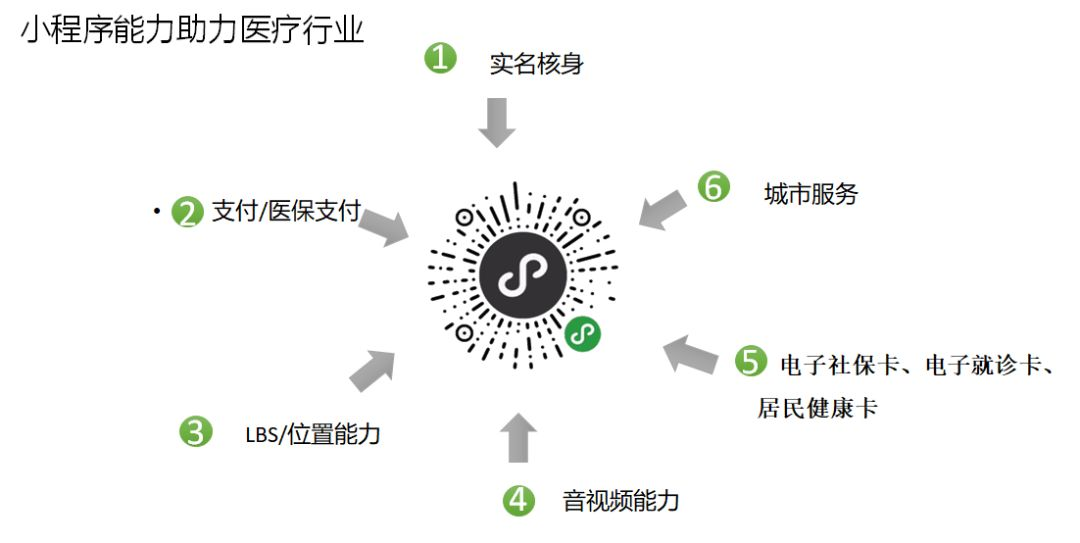 小程序能力助力医疗行业
1 实名核身
• 2 支付/医保支付
3 LBS/位置能力
4 音视频能力
5 电子社保卡、电子就诊卡、
居民健康卡
6 城市服务